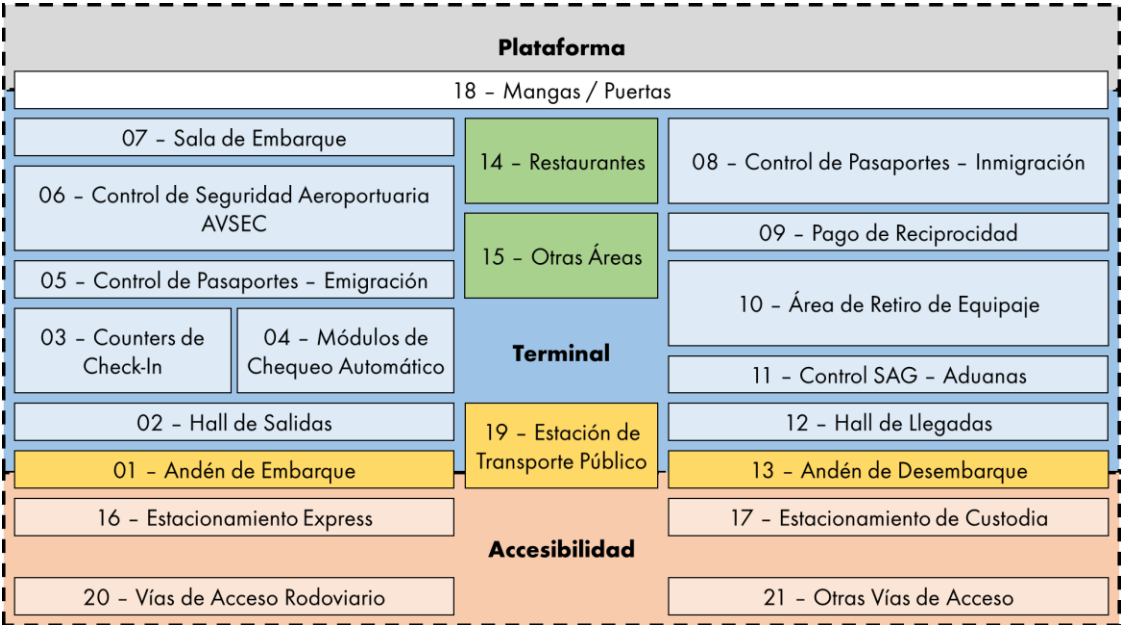 Plataforma
18 – Mangas / Puertas
07 – Sala de Embarque
06 – Control de Seguridad Aeroportuaria
AVSEC
05 – Control de Pasaportes – Emigración
03 – Counters de
Check-In
04 – Módulos de
Chequeo Automático
02 – Hall de Salidas
01 – Andén de Embarque
14 – Restaurantes
15 – Otras Áreas
Terminal
19 – Estación de
Transporte Público
08 – Control de Pasaportes – Inmigración
09 – Pago de Reciprocidad
10 – Área de Retiro de Equipaje
11 – Control SAG – Aduanas
12 – Hall de Llegadas
13 – Andén de Desembarque
16 – Estacionamiento Express
17 – Estacionamiento de Custodia
Accesibilidad
20 – Vías de Acceso Rodoviario
21 – Otras Vías de Acceso